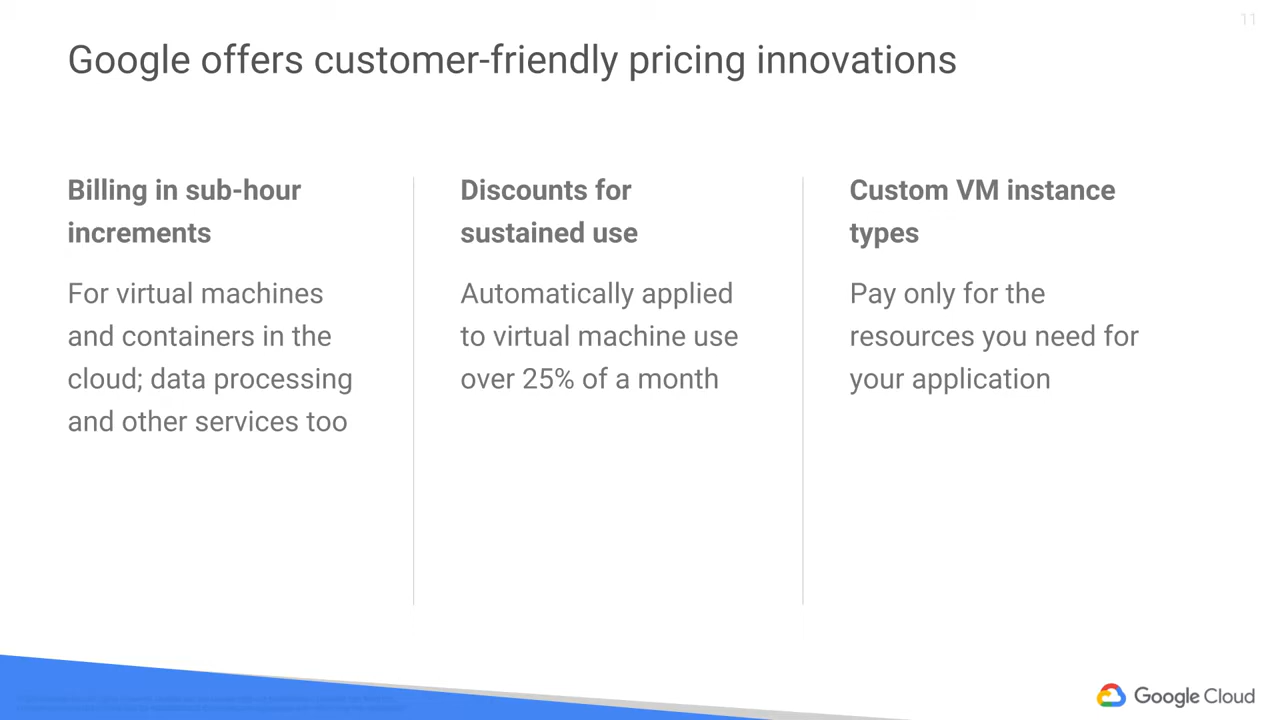 11
Google offers customer-friendly pricing innovations
Billing in sub-hour
increments
For virtual machines
and containers in the
cloud; data processing
and other services too
Discounts for
sustained use
Automatically applied
to virtual machine use
over 25% of a month
Custom VM instance
types
Pay only for the
resources you need for
your application
Google Cloud